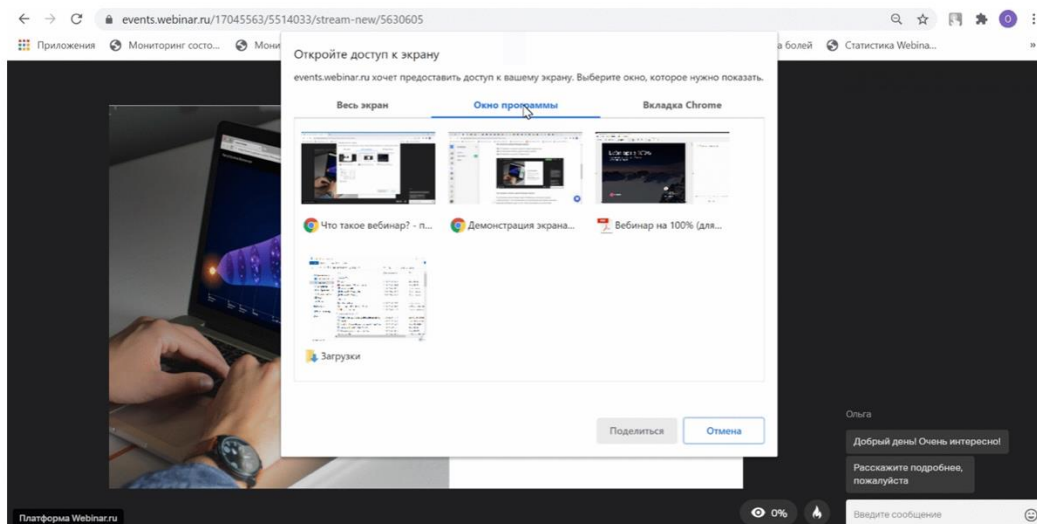 events.webinar.ru/17045563/5514033/stream-new/5630605
Приложения
Мониторинг состо...
Мони
а болей
Статистика Webina...
Откройте доступ к экрану
events.webinar.ru хочет предоставить доступ к вашему экрану. Выберите окно, которое нужно показать.
Весь экран
Окно программы
Вкладка Chrome
Что такое вебинар? - п...
Демонстрация экрана...
Вебинар на 100% (для...
Загрузки
Поделиться
Отмена
Ольга
Добрый день! Очень интересно!
Расскажите подробнее,
пожалуйста
0%
Введите сообщение
Платформа Webinar.ru